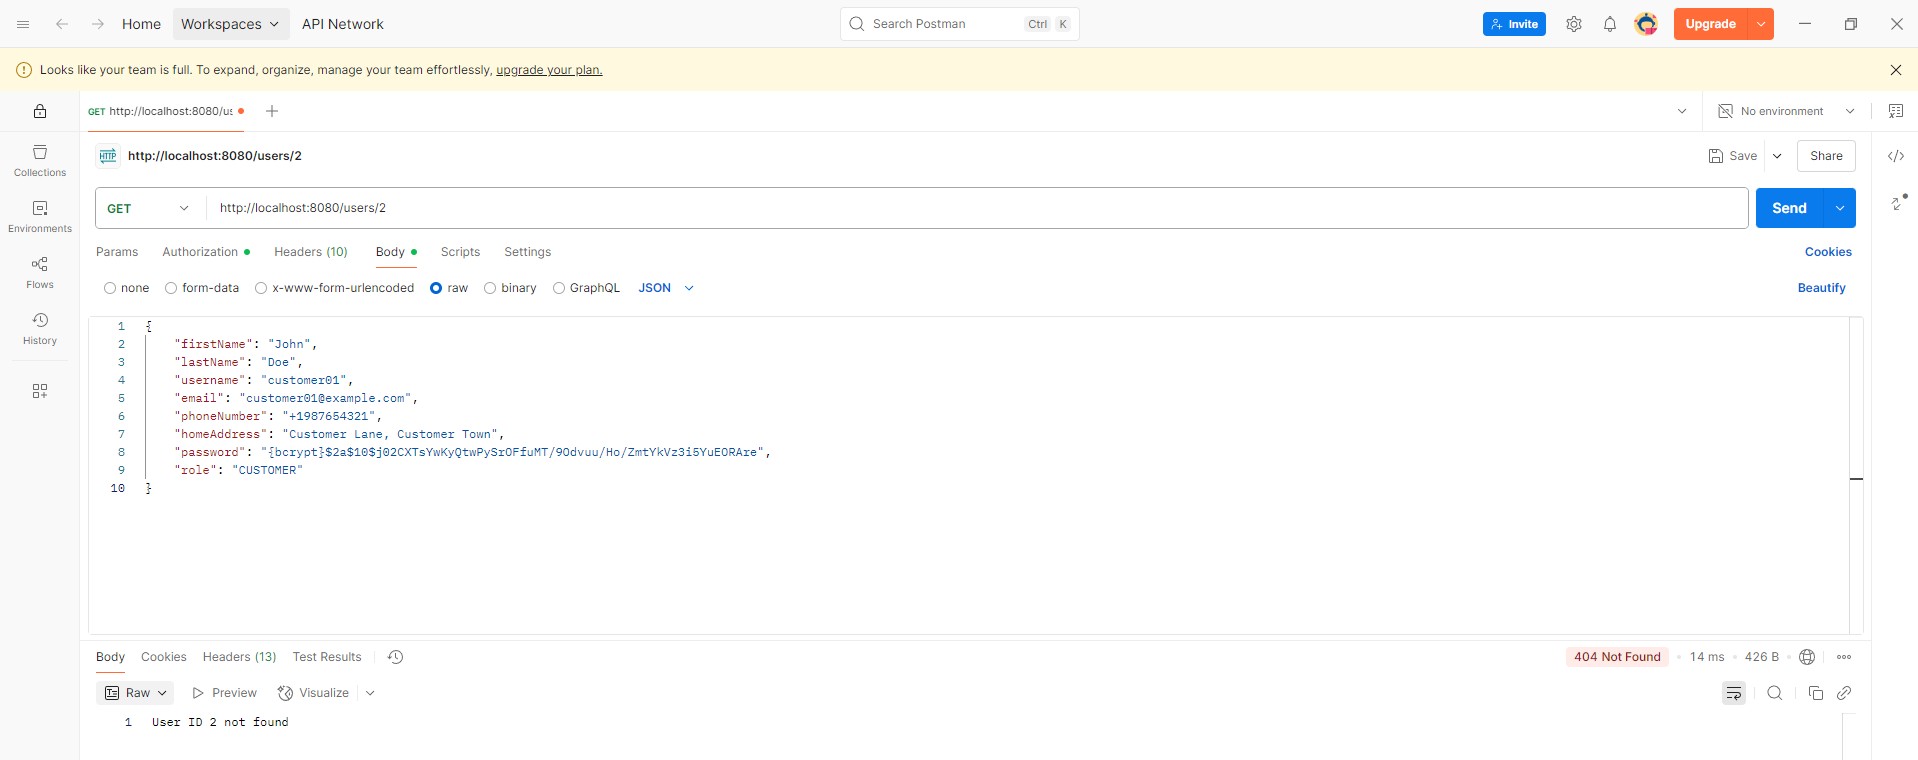 Home Workspaces API Network Search Postman Ctrl K Invite Upgrade
Looks like your team is full. To expand, organize, manage your team effortlessly, upgrade your plan.
GET http://localhost:8080/us No environment
HTTP http://localhost:8080/users/2 Save Share
Collections
GET http://localhost:8080/users/2 Send
Environments
Params Authorization Headers (10) Body Scripts Settings Cookies
Flows
none form-data x-www-form-urlencoded raw binary GraphQL JSON Beautify
History
1 {
2 "firstName": "John",
3 "lastName": "Doe",
4 "username": "customer01",
5 "email": "customer01@example.com",
6 "phoneNumber": "+1987654321",
7 "homeAddress": "Customer Lane, Customer Town",
8 "password": "{bcrypt}$2a$10$j02CXTsYwKyQtwPySrOFfuMT/9Odvuu/Ho/ZmtYkVz3i5YuEORAre",
9 "role": "CUSTOMER"
10 }
Body Cookies Headers (13) Test Results 404 Not Found 14 ms 426 B
Raw Preview Visualize
1 User ID 2 not found